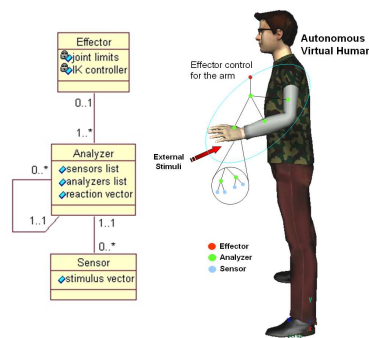 Effector
joint limits
IK controller
0..1
1..*
Analyzer
sensors list
analyzers list
reaction vector
0..*
1..1
1..1
0..*
Sensor
stimulus vector
Autonomous
Virtual Human
Effector control
for the arm
External
Stimuli
Effector
Analyzer
Sensor